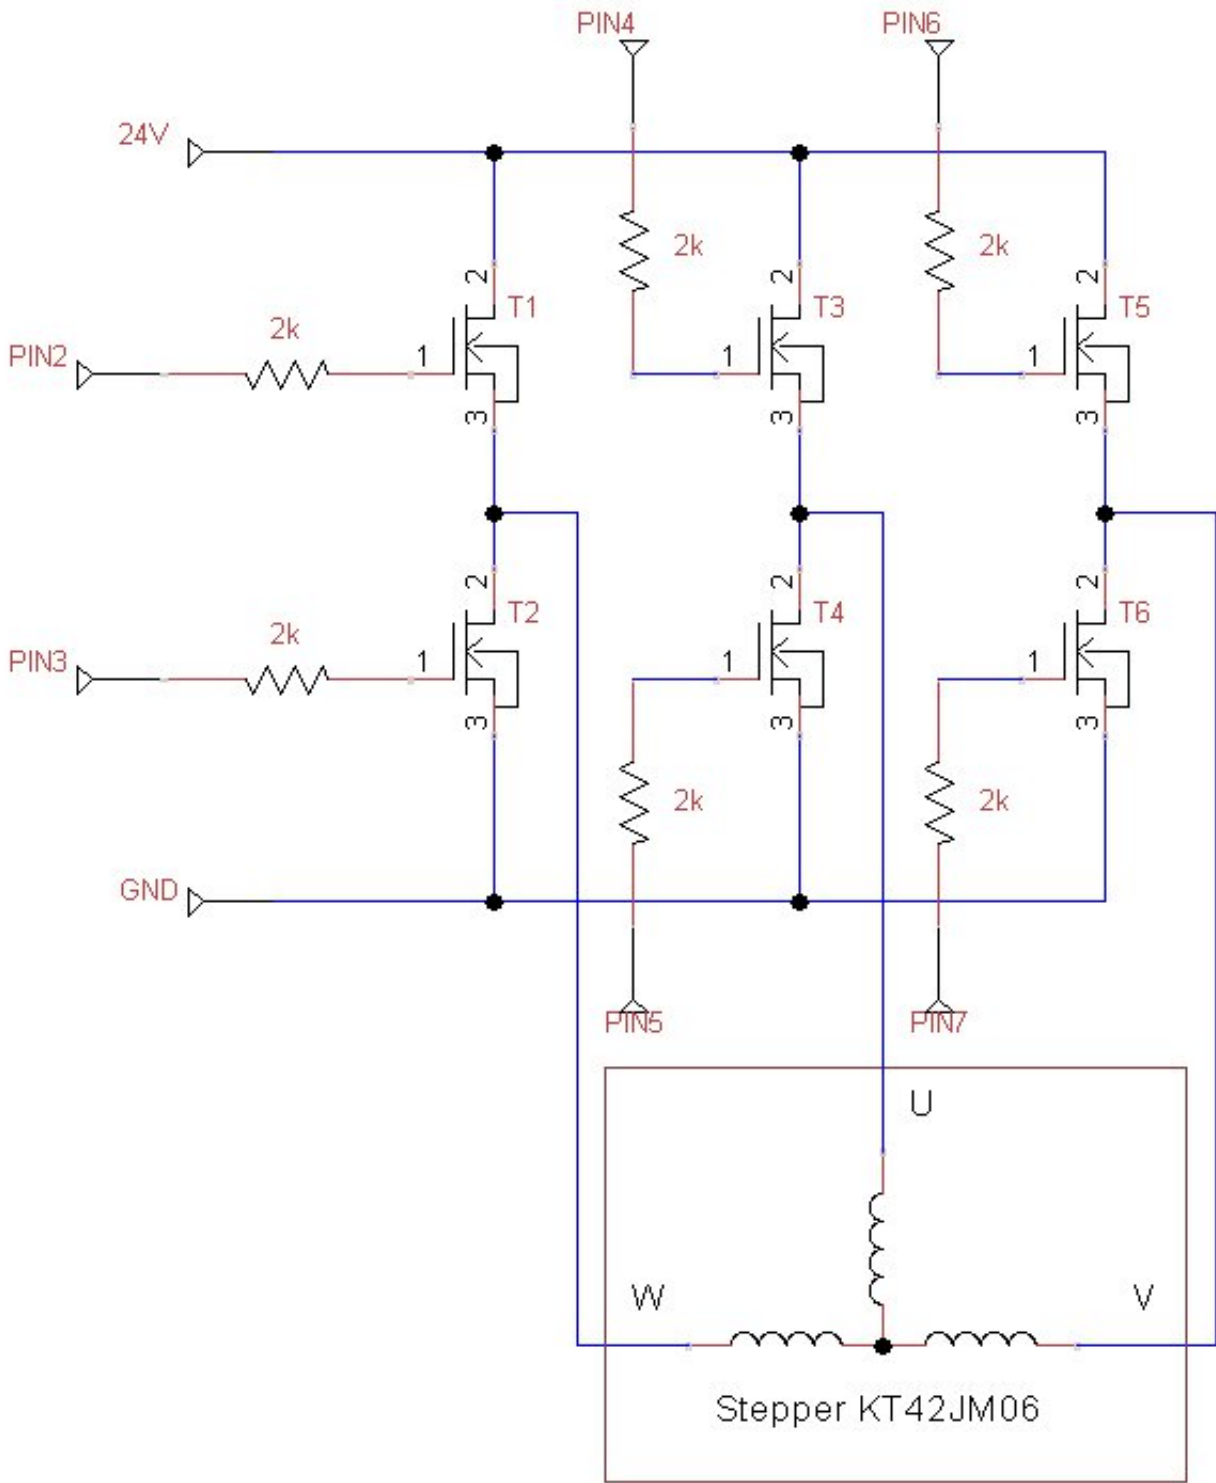 PIN4 PIN6
24V
2k 2k
2 2 2
T1 T3 T5
2k
PIN2 1 1 1
3 3 3
2 2 2
T2 T4 T6
2k
PIN3 1 1 1
3 3 3
2k 2k
GND
PIN5 PIN7
U
W V
Stepper KT42JM06